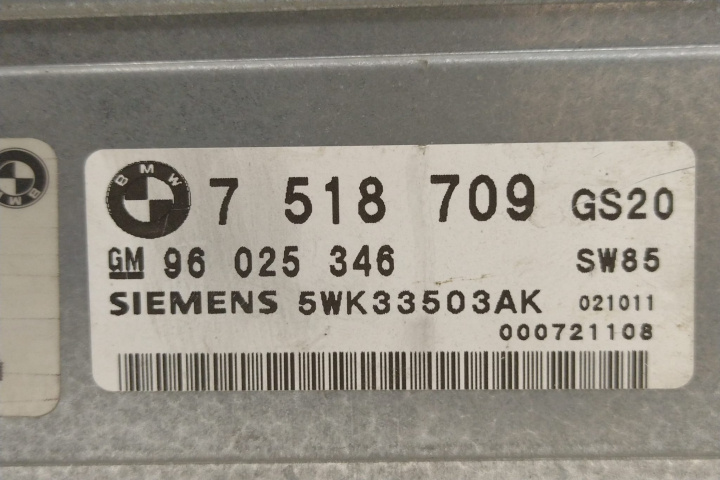 BMW 7 518 709 GS20
GM 96 025 346 SW85
SIEMENS 5WK33503AK 021011
000721108